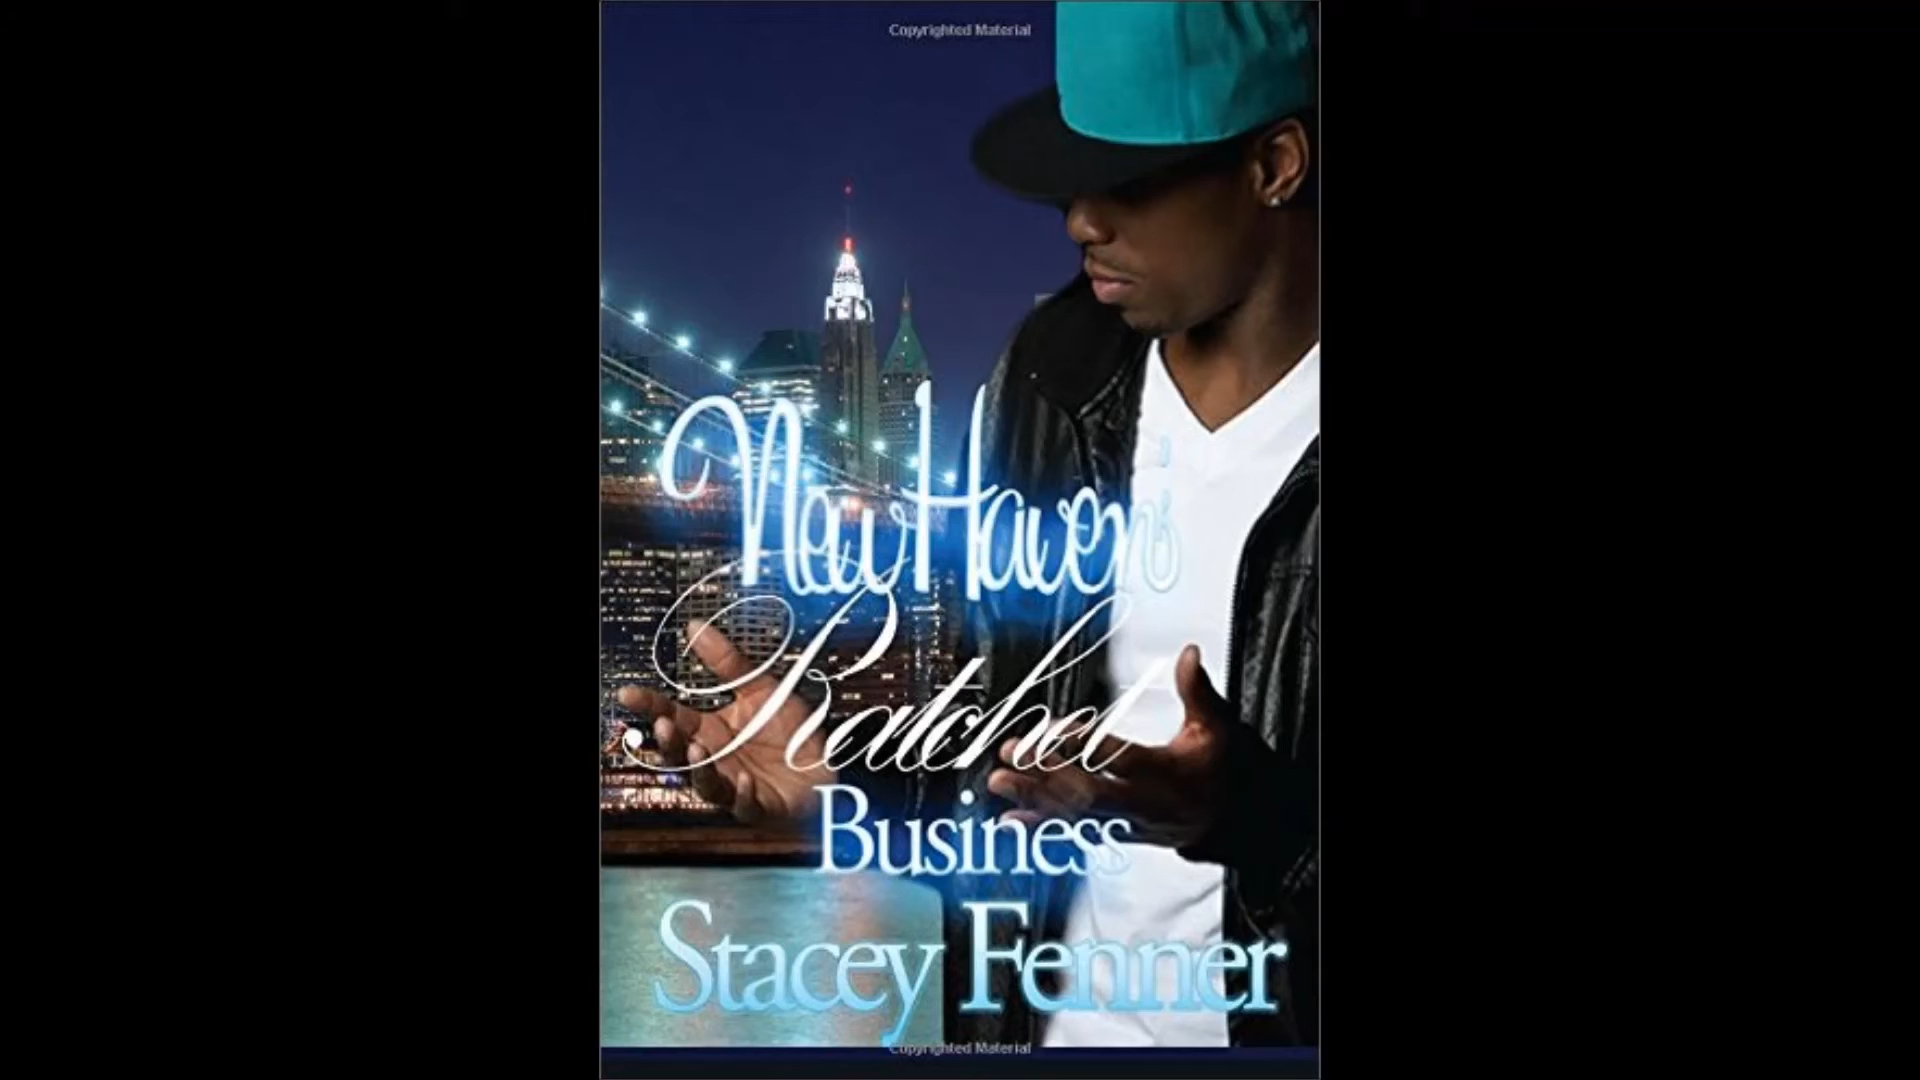 Copyrighted Material
New Haven's
Ratchet
Business
Stacey Fenner
Copyrighted Material